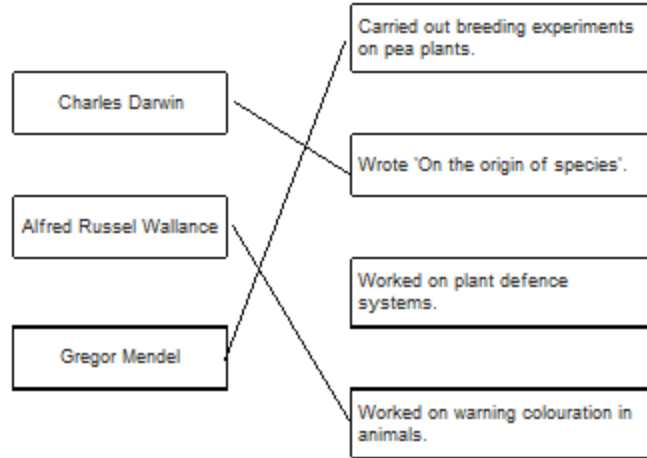 Charles Darwin
Alfred Russel Wallance
Gregor Mendel
Carried out breeding experiments
on pea plants.
Wrote 'On the origin of species'.
Worked on plant defence
systems.
Worked on warning colouration in
animals.